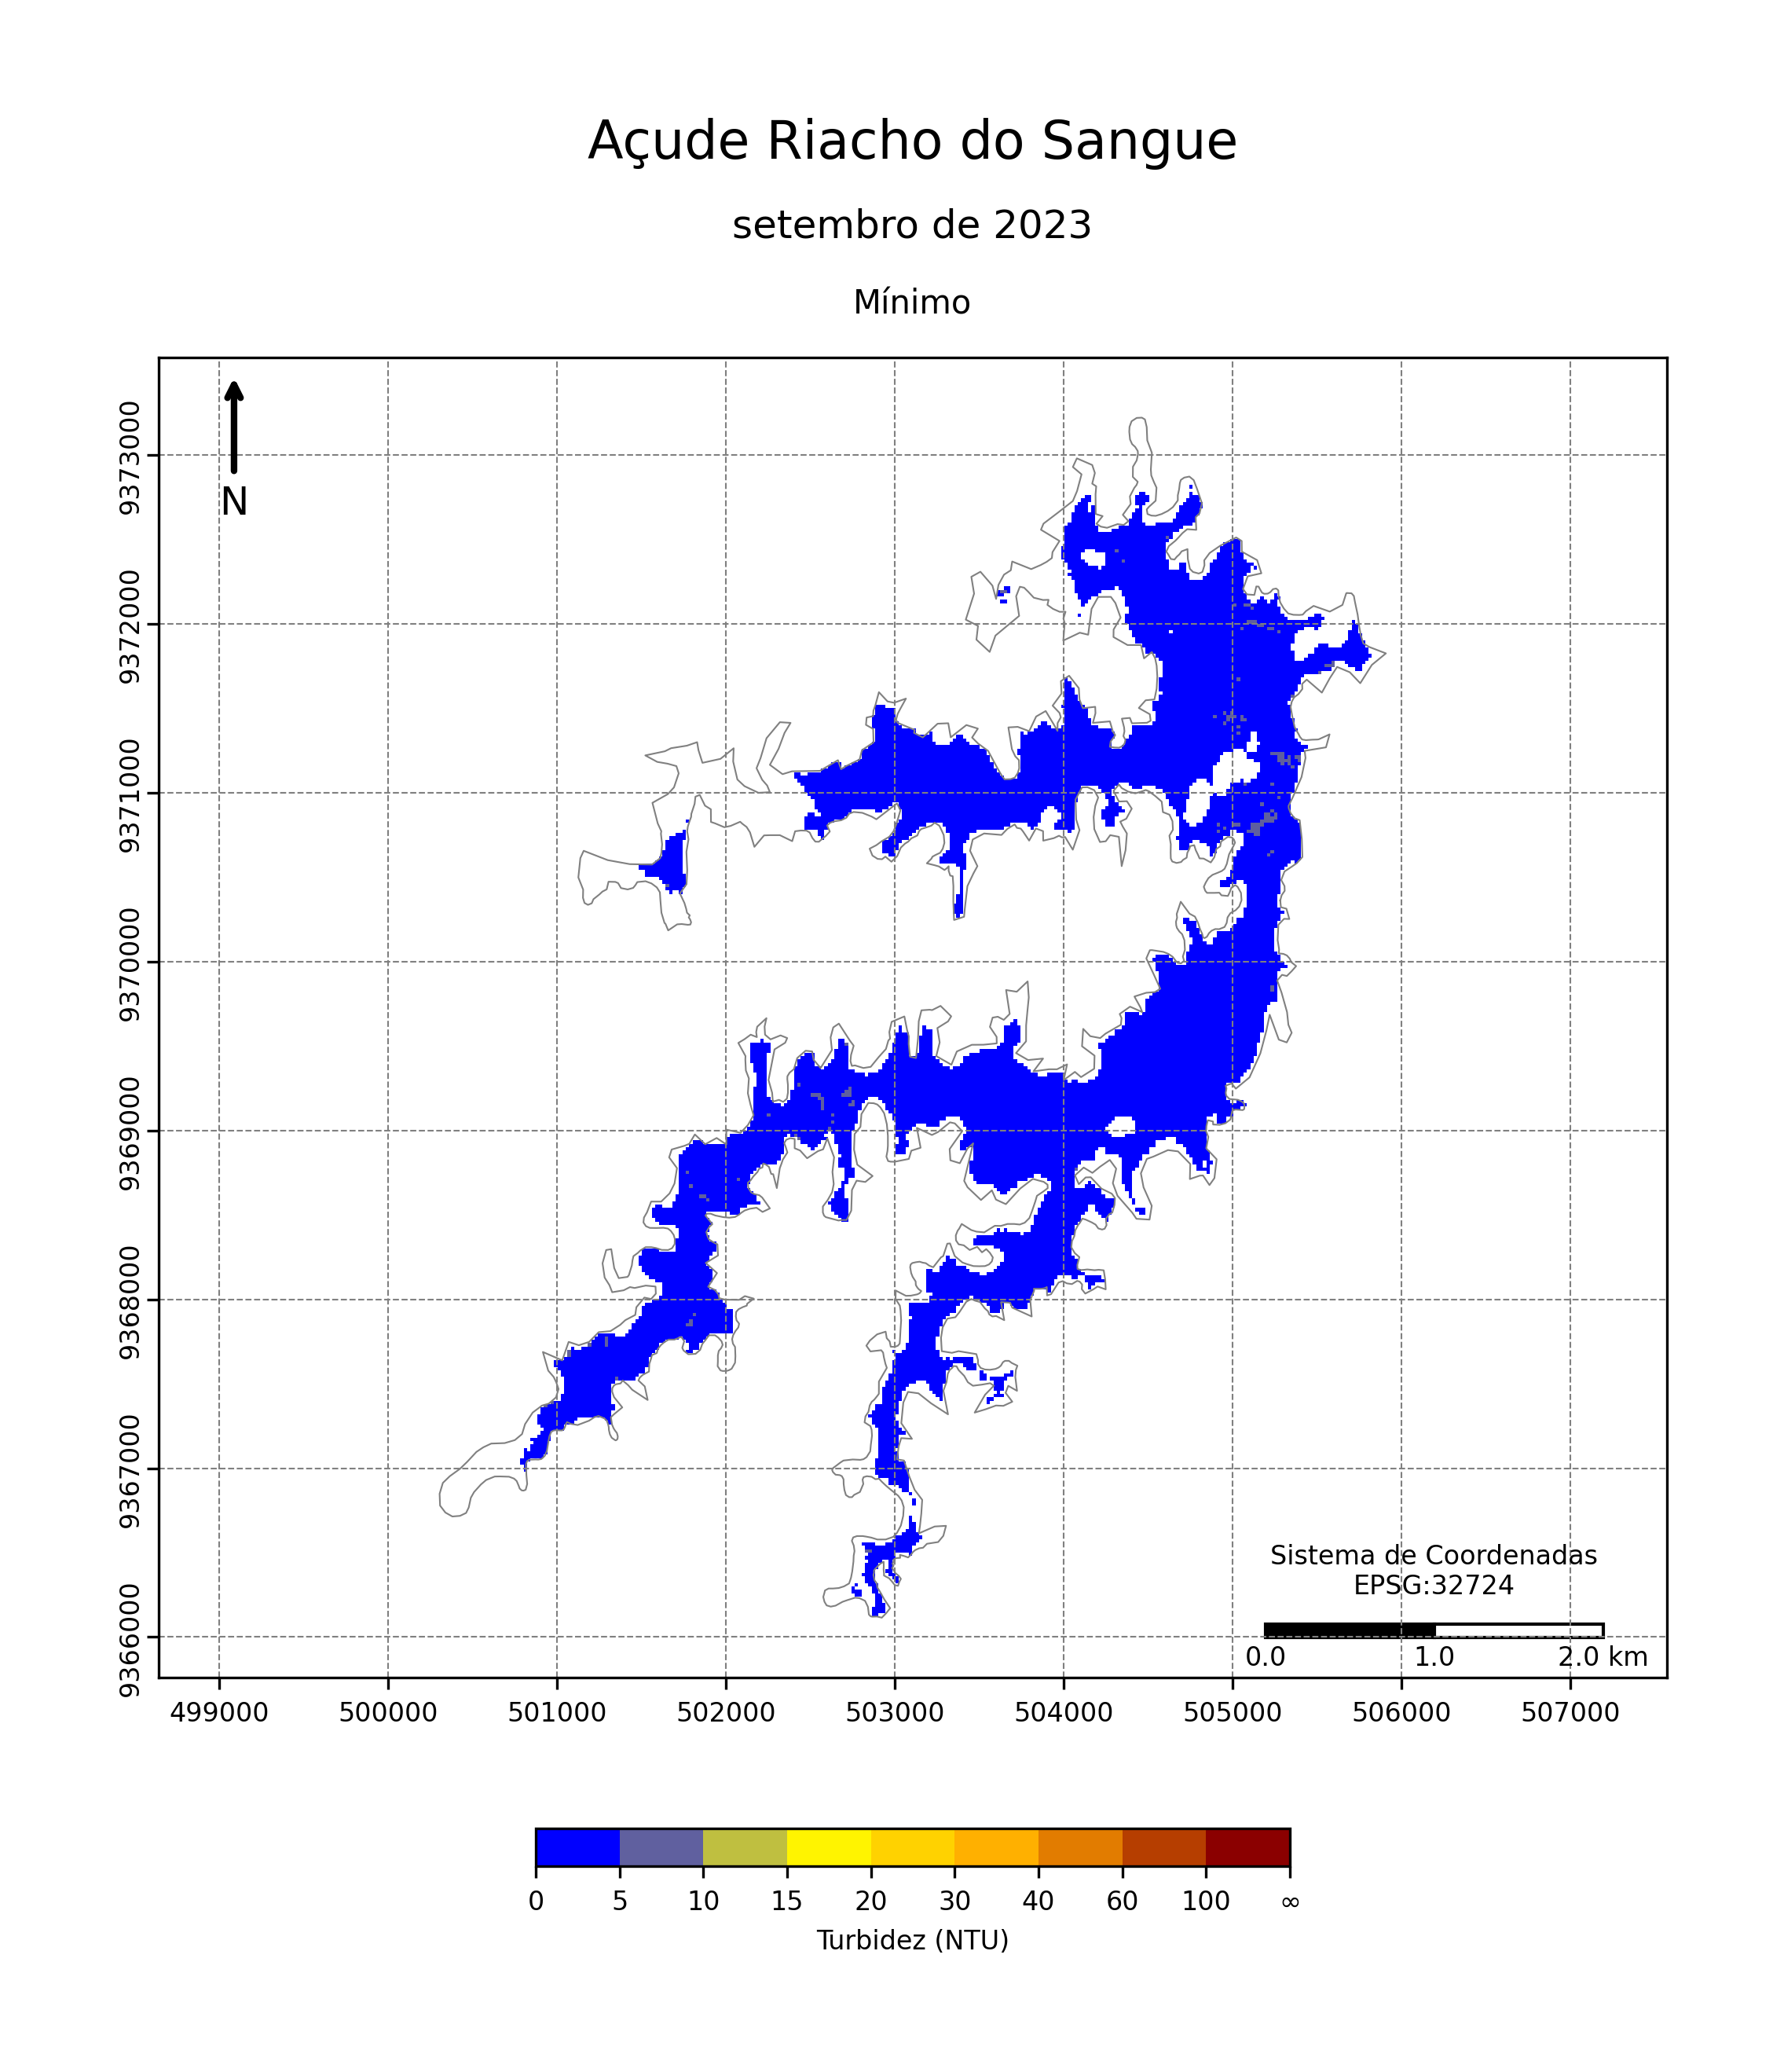 Açude Riacho do Sangue
setembro de 2023
Mínimo
N
9373000
9372000
9371000
9370000
9369000
9368000
9367000
9366000
Sistema de Coordenadas
EPSG:32724
0.0 1.0 2.0 km
499000 500000 501000 502000 503000 504000 505000 506000 507000
0 5 10 15 20 30 40 60 100 ∞
Turbidez (NTU)